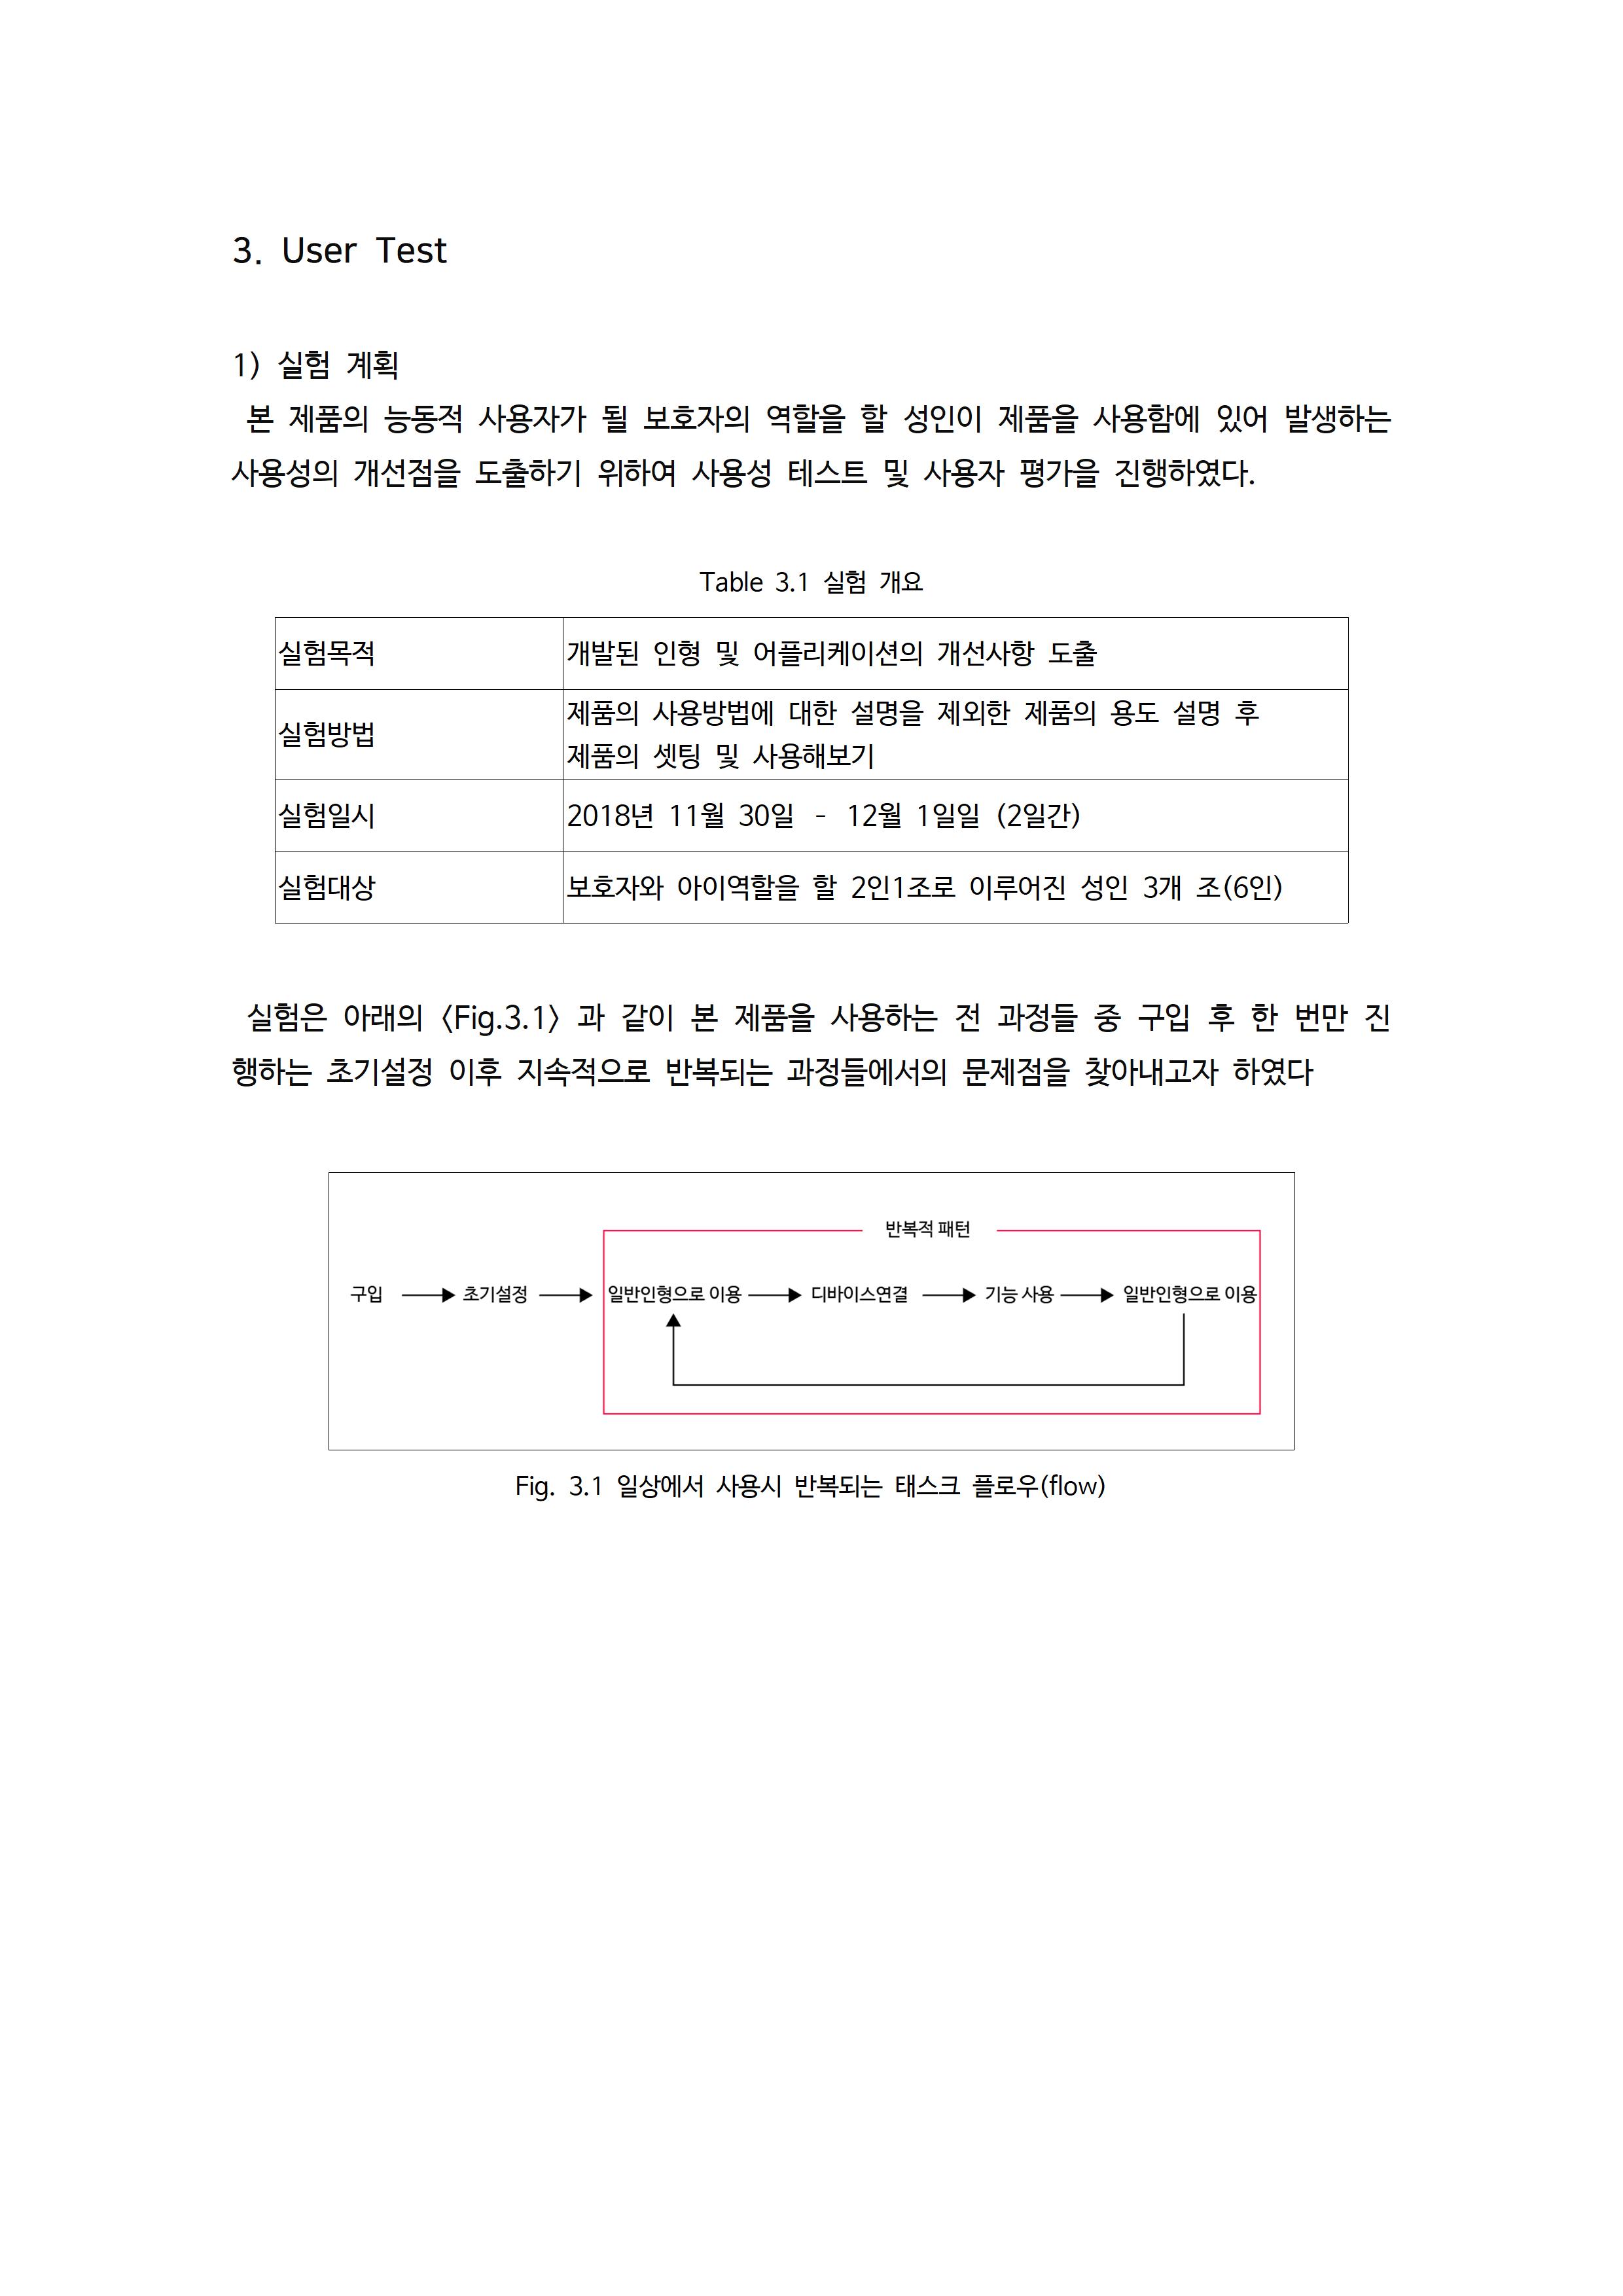 3. User Test
1) 실험 계획
본 제품의 능동적 사용자가 될 보호자의 역할을 할 성인이 제품을 사용함에 있어 발생하는
사용성의 개선점을 도출하기 위하여 사용성 테스트 및 사용자 평가을 진행하였다.
Table 3.1 실험 개요
실험목적 개발된 인형 및 어플리케이션의 개선사항 도출
실험방법 제품의 사용방법에 대한 설명을 제외한 제품의 용도 설명 후
제품의 셋팅 및 사용해보기
실험일시 2018년 11월 30일 - 12월 1일일 (2일간)
실험대상 보호자와 아이역할을 할 2인1조로 이루어진 성인 3개 조(6인)
실험은 아래의 <Fig.3.1> 과 같이 본 제품을 사용하는 전 과정들 중 구입 후 한 번만 진
행하는 초기설정 이후 지속적으로 반복되는 과정들에서의 문제점을 찾아내고자 하였다
반복적 패턴
구입 초기설정 일반인형으로 이용 디바이스연결 기능 사용 일반인형으로 이용
Fig. 3.1 일상에서 사용시 반복되는 태스크 플로우(flow)